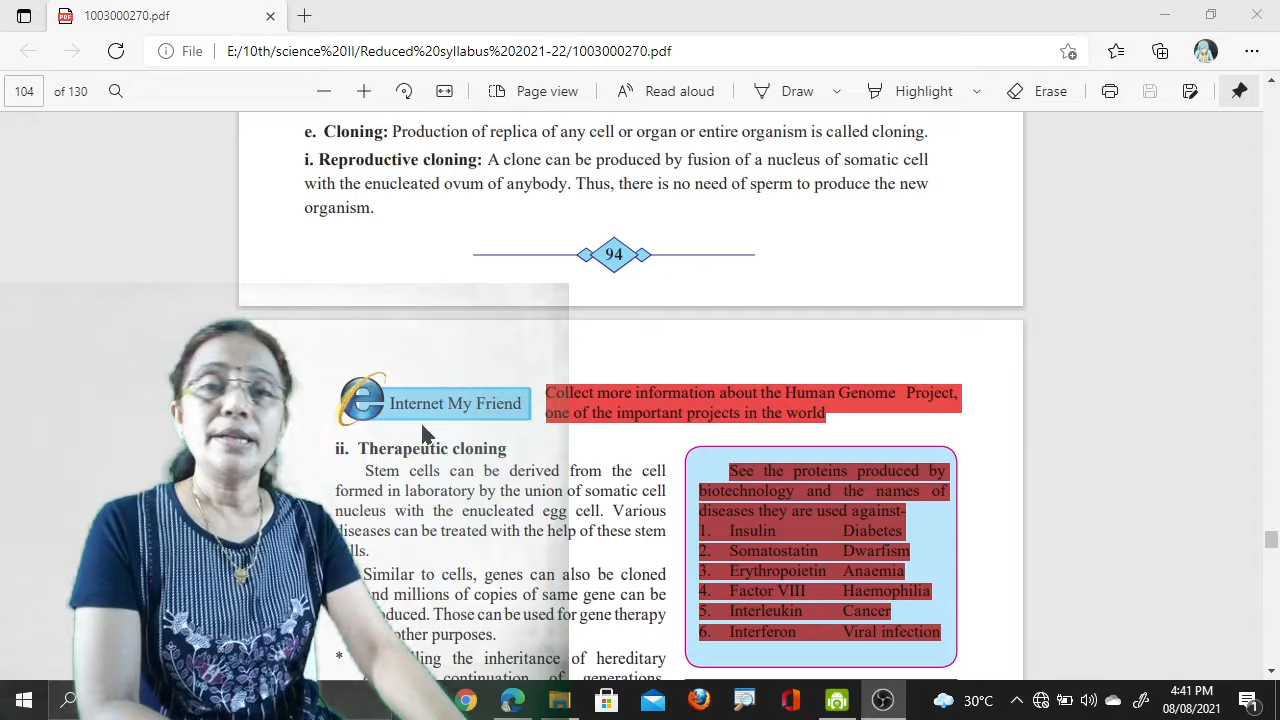 1003000270.pdf
File
E:/10th/science%20II/Reduced%20syllabus%202021-22/1003000270.pdf
104 of 130
Page view
Read aloud
Draw
Highlight
Erase
e. Cloning: Production of replica of any cell or organ or entire organism is called cloning.
i. Reproductive cloning: A clone can be produced by fusion of a nucleus of somatic cell
with the enucleated ovum of anybody. Thus, there is no need of sperm to produce the new
organism.
94
Internet My Friend
Collect more information about the Human Genome Project,
one of the important projects in the world
ii. Therapeutic cloning
Stem cells can be derived from the cell
formed in laboratory by the union of somatic cell
nucleus with the enucleated egg cell. Various
diseases can be treated with the help of these stem
Similar to cells, genes can also be cloned
millions of copies of same gene can be
Those can be used for gene therapy
other purposes.
* the inheritance of hereditary
continuation of generations,
See the proteins produced by
biotechnology and the names of
diseases they are used against-
1. Insulin Diabetes
2. Somatostatin Dwarfism
3. Erythropoietin Anaemia
4. Factor VIII Haemophilia
5. Interleukin Cancer
6. Interferon Viral infection
30°C
4:41 PM
08/08/2021
1